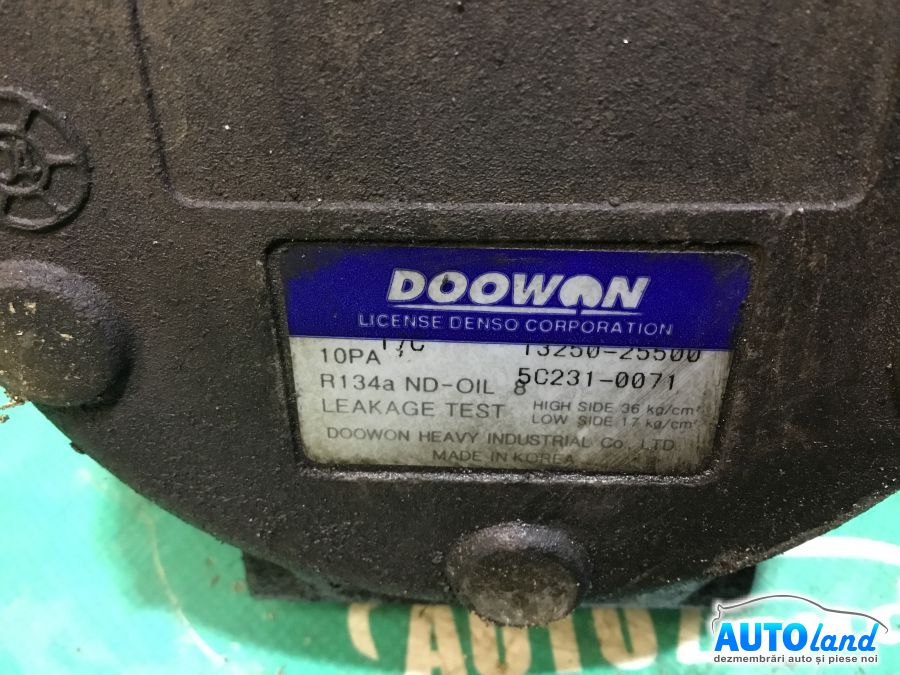 DOOWON
LICENSE DENSO CORPORATION
10PA 17C 13250-25500
R134a ND-OIL 8 5C231-0071
LEAKAGE TEST HIGH SIDE 36 kg/cm²
LOW SIDE 17 kg/cm²
DOOWON HEAVY INDUSTRIAL Co., LTD.
MADE IN KOREA
AUTO
AUTOland
dezmembrări auto și piese noi